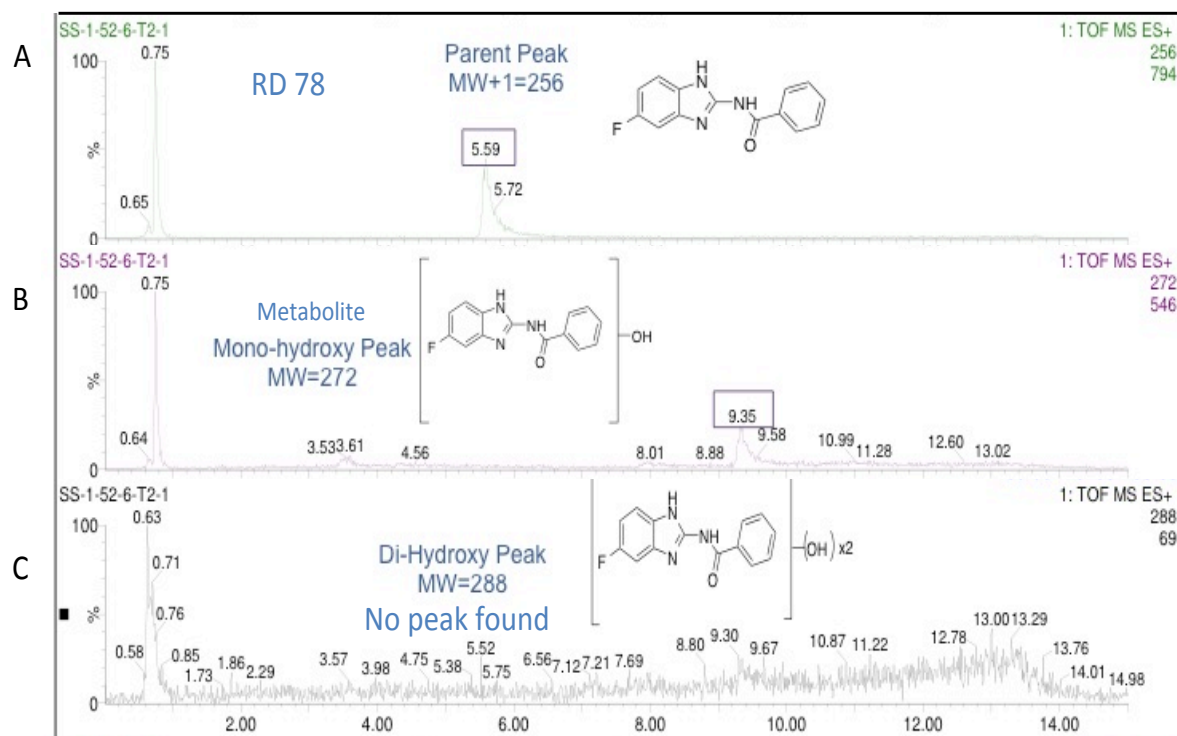 A
SS-1-52-6-T2-1
1: TOF MS ES+
256
794
100
0.75
RD 78
Parent Peak
MW+1=256
H
N
NH
F
N
O
%
5.59
5.72
0.65
0
B
SS-1-52-6-T2-1
1: TOF MS ES+
272
546
100
0.75
Metabolite
Mono-hydroxy Peak
MW=272
H
N
NH
F
N
O
OH
%
9.35
9.58
0.64
3.53 3.61
4.56
8.01
8.88
10.99
11.28
12.60
13.02
0
C
SS-1-52-6-T2-1
1: TOF MS ES+
288
69
100
0.63
0.71
0.76
0.58
0.85
Di-Hydroxy Peak
MW=288
No peak found
H
N
NH
F
N
O
(OH) x2
%
1.73
1.86
2.29
3.57
3.98
4.75
5.38
5.52
5.75
6.56
7.12
7.21
7.69
8.80
9.30
9.67
10.87
11.22
12.78
13.00
13.29
13.76
14.01
14.98
0
2.00 4.00 6.00 8.00 10.00 12.00 14.00